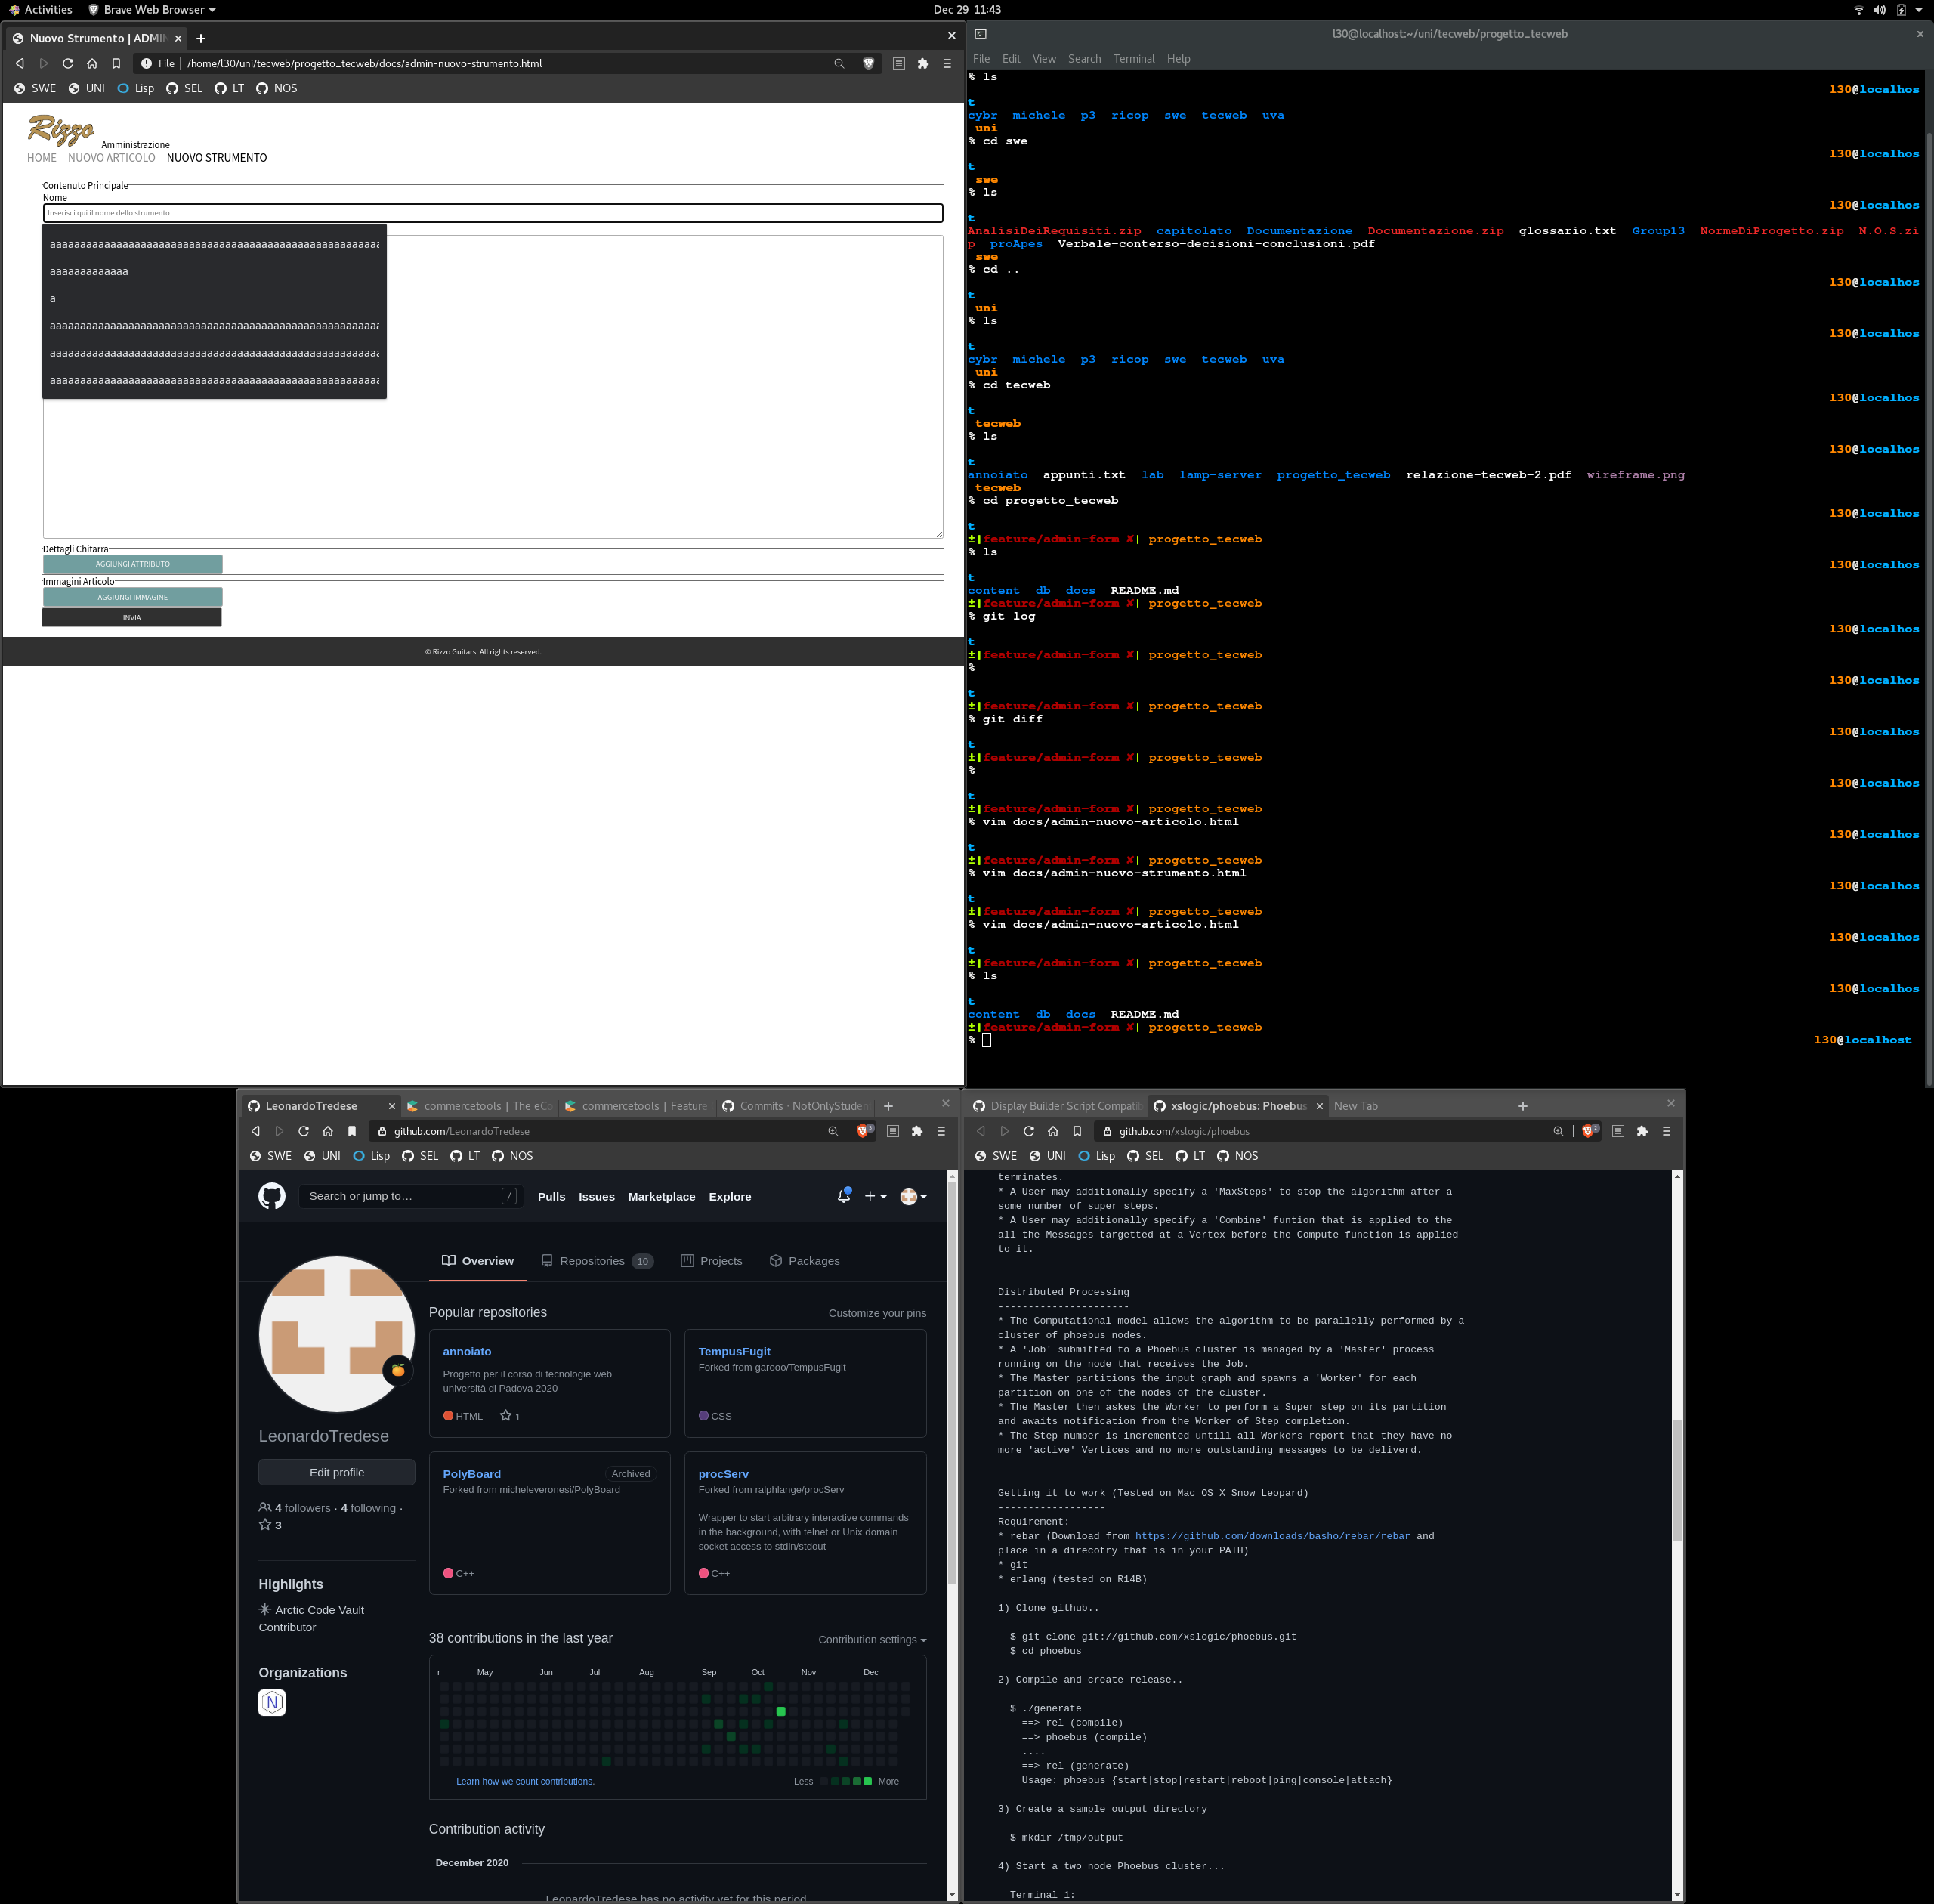 Activities Brave Web Browser Dec 29 11:43
Nuovo Strumento | ADMIN
File /home/l30/uni/tecweb/progetto_tecweb/docs/admin-nuovo-strumento.html
SWE UNI Lisp SEL LT NOS
Rizzo Amministrazione
HOME NUOVO ARTICOLO NUOVO STRUMENTO
Contenuto Principale
Nome
Inserisci qui il nome dello strumento
aaaaaaaaaaaaa
a
Dettagli Chitarra
AGGIUNGI ATTRIBUTO
Immagini Articolo
AGGIUNGI IMMAGINE
INVIA
© Rizzo Guitars. All rights reserved.
l30@localhost:~/uni/tecweb/progetto_tecweb
File Edit View Search Terminal Help
% ls
l30@localhos
t
cybr michele p3 ricop swe tecweb uva
uni
% cd swe
l30@localhos
t
swe
% ls
l30@localhos
t
AnalisiDeiRequisiti.zip capitolato Documentazione Documentazione.zip glossario.txt Group13 NormeDiProgetto.zip N.O.S.zi
p proApes Verbale-conterso-decisioni-conclusioni.pdf
swe
% cd ..
l30@localhos
t
uni
% ls
l30@localhos
t
cybr michele p3 ricop swe tecweb uva
uni
% cd tecweb
l30@localhos
t
tecweb
% ls
l30@localhos
t
annoiato appunti.txt lab lamp-server progetto_tecweb relazione-tecweb-2.pdf wireframe.png
tecweb
% cd progetto_tecweb
l30@localhos
t
±|feature/admin-form ✘| progetto_tecweb
% ls
l30@localhos
t
content db docs README.md
±|feature/admin-form ✘| progetto_tecweb
% git log
l30@localhos
t
±|feature/admin-form ✘| progetto_tecweb
%
l30@localhos
t
±|feature/admin-form ✘| progetto_tecweb
% git diff
l30@localhos
t
±|feature/admin-form ✘| progetto_tecweb
%
l30@localhos
t
±|feature/admin-form ✘| progetto_tecweb
% vim docs/admin-nuovo-articolo.html
l30@localhos
t
±|feature/admin-form ✘| progetto_tecweb
% vim docs/admin-nuovo-strumento.html
l30@localhos
t
±|feature/admin-form ✘| progetto_tecweb
% vim docs/admin-nuovo-articolo.html
l30@localhos
t
±|feature/admin-form ✘| progetto_tecweb
% ls
l30@localhos
t
content db docs README.md
±|feature/admin-form ✘| progetto_tecweb
% l30@localhost
LeonardoTredese commercetools | The eCo commercetools | Feature Commits · NotOnlyStuden
github.com/LeonardoTredese
SWE UNI Lisp SEL LT NOS
Search or jump to… / Pulls Issues Marketplace Explore
Overview Repositories 10 Projects Packages
LeonardoTredese
Edit profile
4 followers · 4 following ·
3
Highlights
Arctic Code Vault
Contributor
Organizations
Popular repositories Customize your pins
annoiato
Progetto per il corso di tecnologie web
università di Padova 2020
HTML 1
TempusFugit
Forked from garooo/TempusFugit
CSS
PolyBoard Archived
Forked from micheleveronesi/PolyBoard
C++
procServ
Forked from ralphlange/procServ
Wrapper to start arbitrary interactive commands
in the background, with telnet or Unix domain
socket access to stdin/stdout
C++
38 contributions in the last year Contribution settings
May Jun Jul Aug Sep Oct Nov Dec
Learn how we count contributions. Less More
Contribution activity
December 2020
LeonardoTredese has no activity yet for this period.
Display Builder Script Compatib xslogic/phoebus: Phoebus New Tab
github.com/xslogic/phoebus
SWE UNI Lisp SEL LT NOS
terminates.
* A User may additionally specify a 'MaxSteps' to stop the algorithm after a
some number of super steps.
* A User may additionally specify a 'Combine' funtion that is applied to the
all the Messages targetted at a Vertex before the Compute function is applied
to it.
Distributed Processing
----------------------
* The Computational model allows the algorithm to be parallelly performed by a
cluster of phoebus nodes.
* A 'Job' submitted to a Phoebus cluster is managed by a 'Master' process
running on the node that receives the Job.
* The Master partitions the input graph and spawns a 'Worker' for each
partition on one of the nodes of the cluster.
* The Master then askes the Worker to perform a Super step on its partition
and awaits notification from the Worker of Step completion.
* The Step number is incremented untill all Workers report that they have no
more 'active' Vertices and no more outstanding messages to be deliverd.
Getting it to work (Tested on Mac OS X Snow Leopard)
------------------
Requirement:
* rebar (Download from https://github.com/downloads/basho/rebar/rebar and
place in a direcotry that is in your PATH)
* git
* erlang (tested on R14B)
1) Clone github..
$ git clone git://github.com/xslogic/phoebus.git
$ cd phoebus
2) Compile and create release..
$ ./generate
==> rel (compile)
==> phoebus (compile)
....
==> rel (generate)
Usage: phoebus {start|stop|restart|reboot|ping|console|attach}
3) Create a sample output directory
$ mkdir /tmp/output
4) Start a two node Phoebus cluster...
Terminal 1: